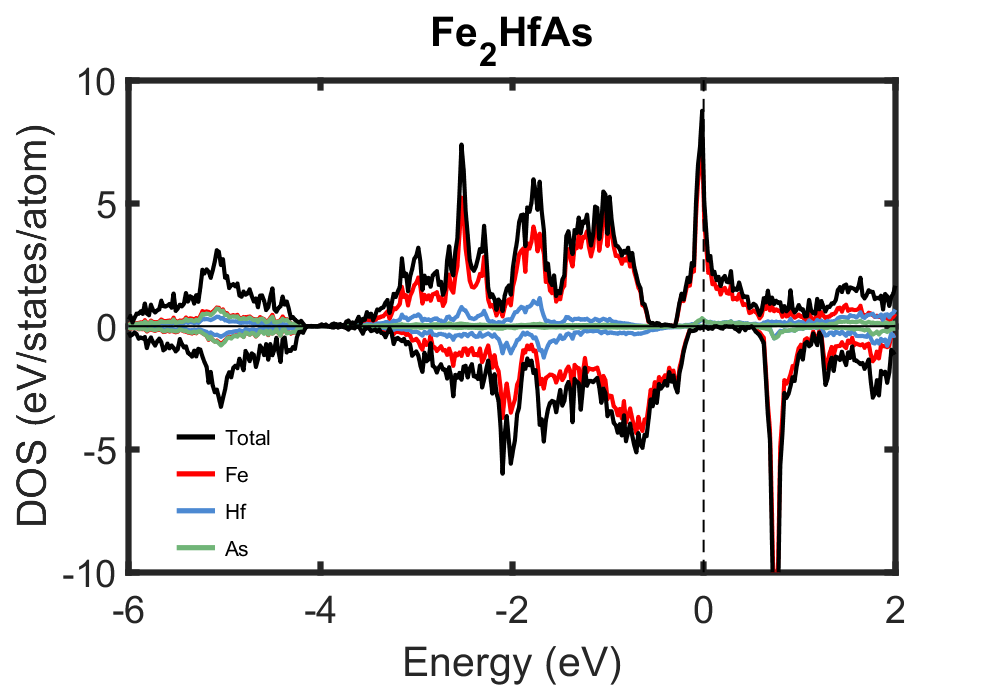 Fe2HfAs
DOS (eV/states/atom)
10
5
0
-5
-10
Total
Fe
Hf
As
-6 -4 -2 0 2
Energy (eV)